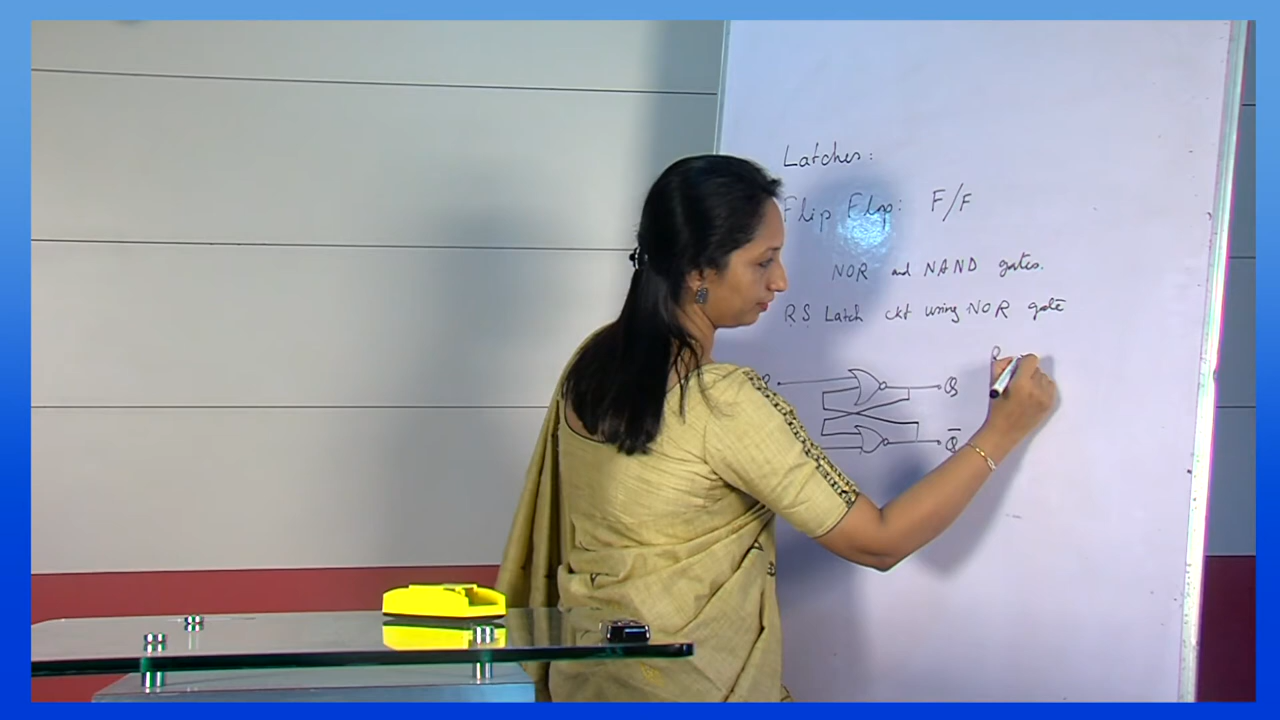 Latches:
Flip Flop: F/F
NOR and NAND gates.
RS Latch ckt using NOR gate
R
R
Q
Q̅